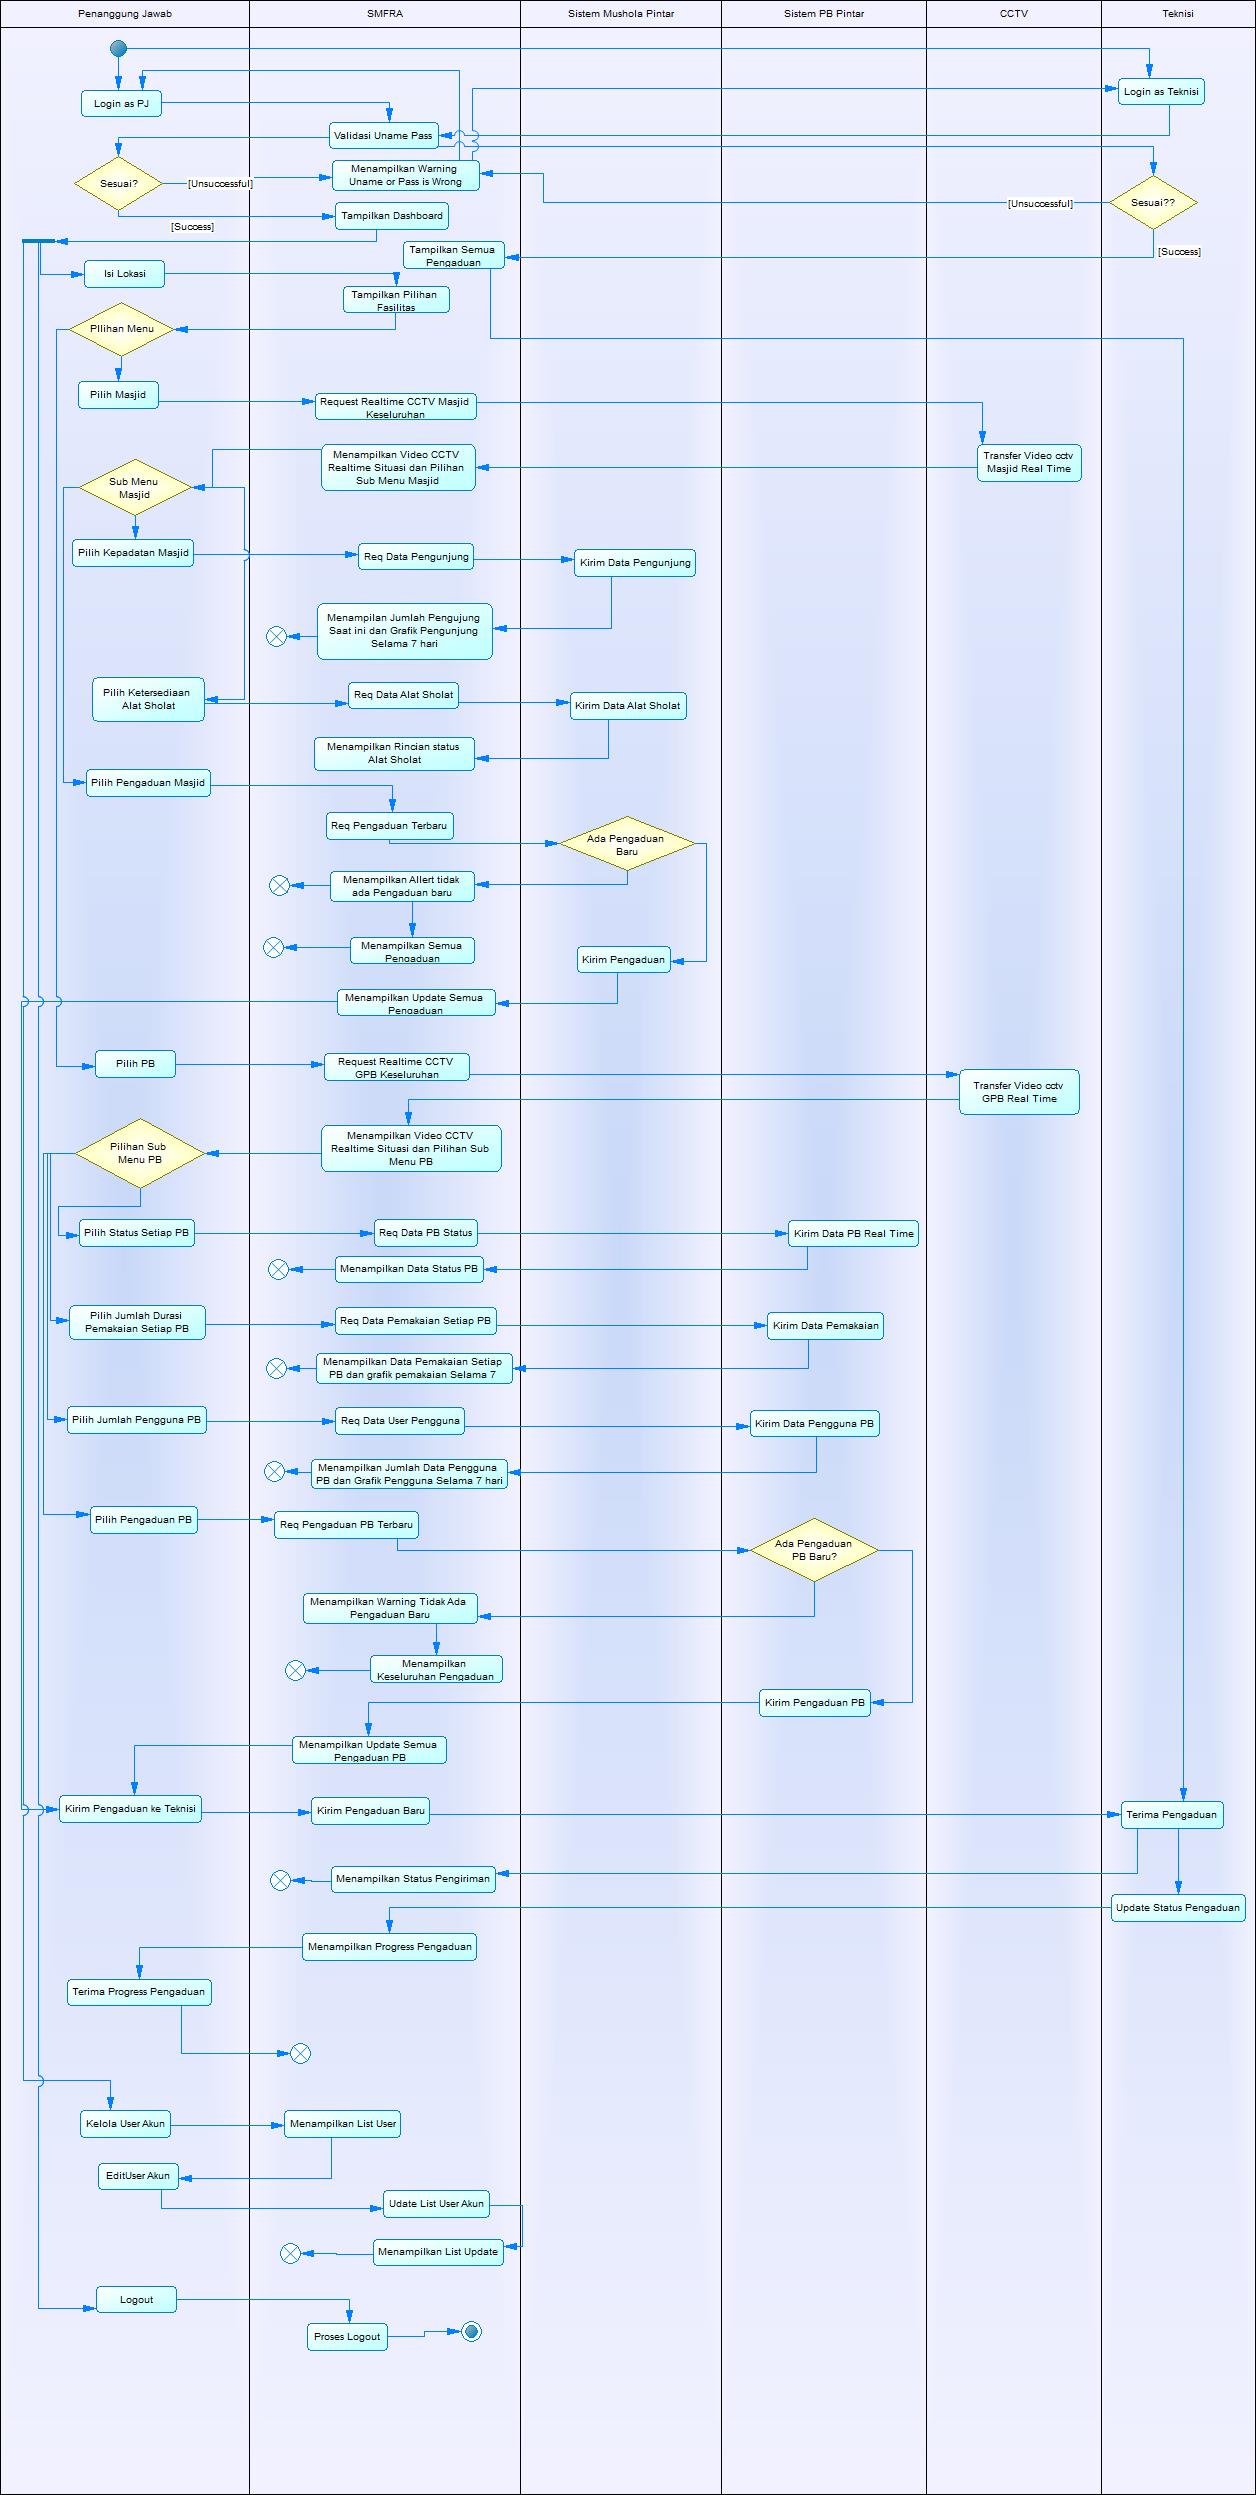 Penanggung Jawab
SMFRA
Sistem Mushola Pintar
Sistem PB Pintar
CCTV
Teknisi
Login as PJ
Login as Teknisi
Validasi Uname Pass
Sesuai?
[Unsuccessful]
Menampilkan Warning
Uname or Pass is Wrong
[Unsuccessful]
Sesuai??
Tampilkan Dashboard
[Success]
Tampilkan Semua
Pengaduan
[Success]
Isi Lokasi
Tampilkan Pilihan
Fasilitas
PIlihan Menu
Pilih Masjid
Request Realtime CCTV Masjid
Keseluruhan
Menampilkan Video CCTV
Realtime Situasi dan Pilihan
Sub Menu Masjid
Transfer Video cctv
Masjid Real Time
Sub Menu
Masjid
Pilih Kepadatan Masjid
Req Data Pengunjung
Kirim Data Pengunjung
Menampilan Jumlah Pengujung
Saat ini dan Grafik Pengunjung
Selama 7 hari
Pilih Ketersediaan
Alat Sholat
Req Data Alat Sholat
Kirim Data Alat Sholat
Menampilkan Rincian status
Alat Sholat
Pilih Pengaduan Masjid
Req Pengaduan Terbaru
Ada Pengaduan
Baru
Menampilkan Allert tidak
ada Pengaduan baru
Menampilkan Semua
Pengaduan
Kirim Pengaduan
Menampilkan Update Semua
Pengaduan
Pilih PB
Request Realtime CCTV
GPB Keseluruhan
Transfer Video cctv
GPB Real Time
Pilihan Sub
Menu PB
Menampilkan Video CCTV
Realtime Situasi dan Pilihan Sub
Menu PB
Pilih Status Setiap PB
Req Data PB Status
Kirim Data PB Real Time
Menampilkan Data Status PB
Pilih Jumlah Durasi
Pemakaian Setiap PB
Req Data Pemakaian Setiap PB
Kirim Data Pemakaian
Menampilkan Data Pemakaian Setiap
PB dan grafik pemakaian Selama 7
Pilih Jumlah Pengguna PB
Req Data User Pengguna
Kirim Data Pengguna PB
Menampilkan Jumlah Data Pengguna
PB dan Grafik Pengguna Selama 7 hari
Pilih Pengaduan PB
Req Pengaduan PB Terbaru
Ada Pengaduan
PB Baru?
Menampilkan Warning Tidak Ada
Pengaduan Baru
Menampilkan
Keseluruhan Pengaduan
Kirim Pengaduan PB
Menampilkan Update Semua
Pengaduan PB
Kirim Pengaduan ke Teknisi
Kirim Pengaduan Baru
Terima Pengaduan
Menampilkan Status Pengiriman
Update Status Pengaduan
Menampilkan Progress Pengaduan
Terima Progress Pengaduan
Kelola User Akun
Menampilkan List User
EditUser Akun
Udate List User Akun
Menampilkan List Update
Logout
Proses Logout